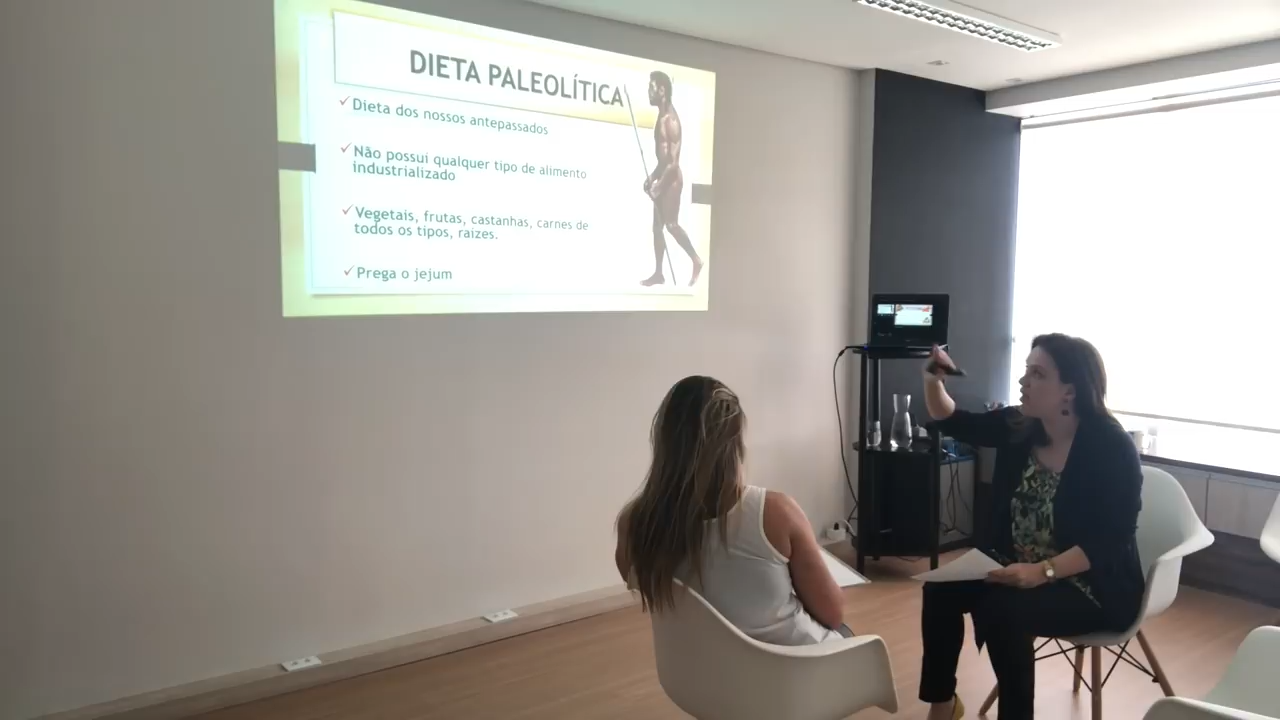 DIETA PALEOLÍTICA
Dieta dos nossos antepassados
Não possui qualquer tipo de alimento
industrializado
Vegetais, frutas, castanhas, carnes de
todos os tipos, raizes.
Prega o jejum